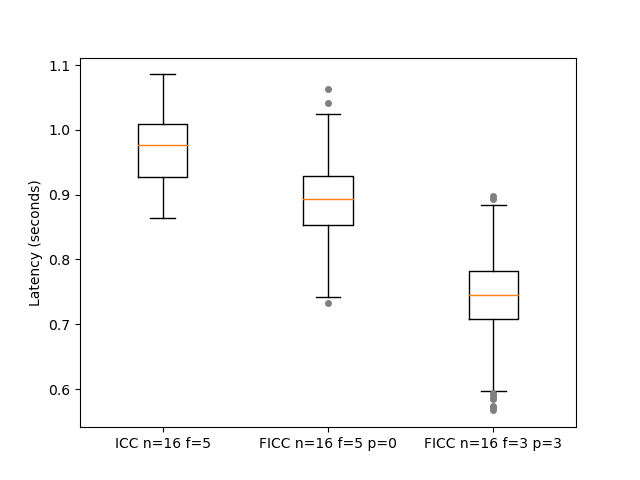 1.1
1.0
0.9
0.8
0.7
0.6
Latency (seconds)
ICC n=16 f=5
FICC n=16 f=5 p=0
FICC n=16 f=3 p=3